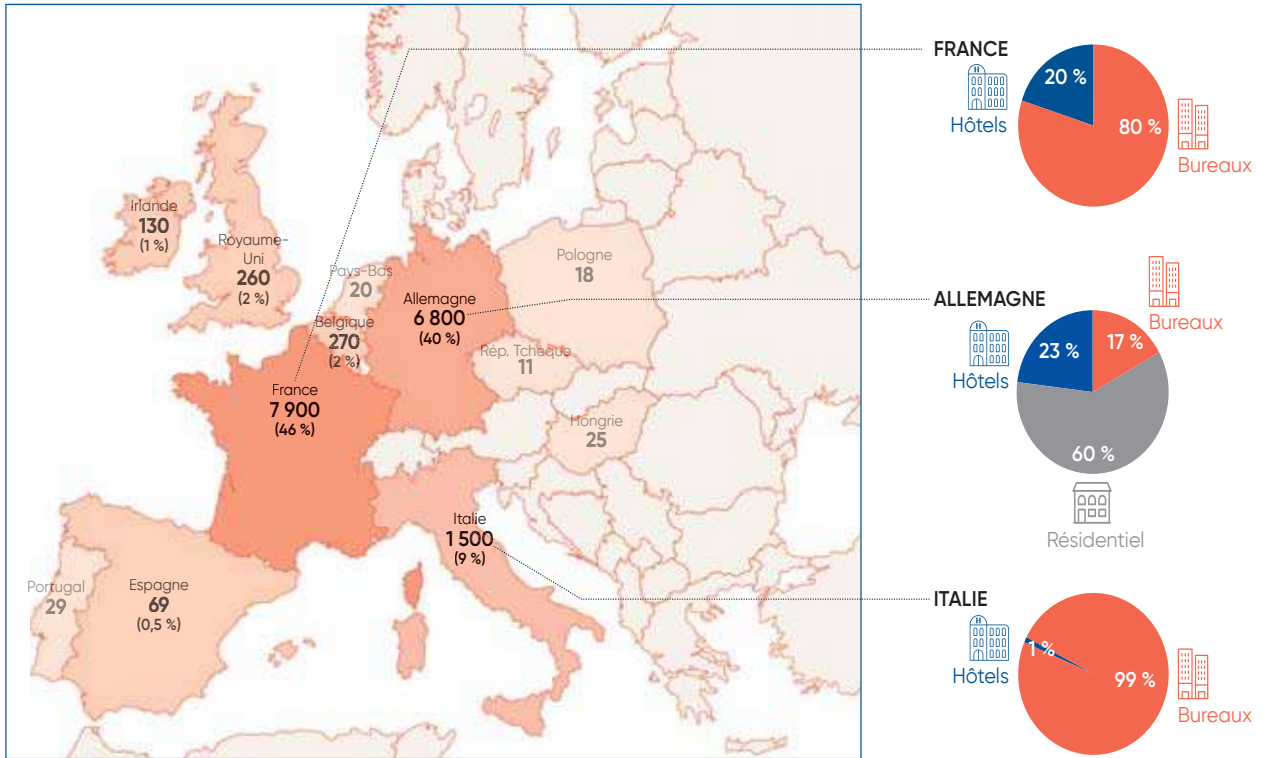 Irlande
130
(1 %)
Royaume-
Uni
260
(2 %)
Pays-Bas
20
Belgique
270
(2 %)
Allemagne
6 800
(40 %)
Pologne
18
Rép. Tchèque
11
Hongrie
25
France
7 900
(46 %)
Italie
1 500
(9 %)
Portugal
29
Espagne
69
(0,5 %)
FRANCE
H
Hôtels
20 %
80 %
Bureaux
ALLEMAGNE
H
Hôtels
23 %
17 %
Bureaux
60 %
Résidentiel
ITALIE
H
Hôtels
1 %
99 %
Bureaux